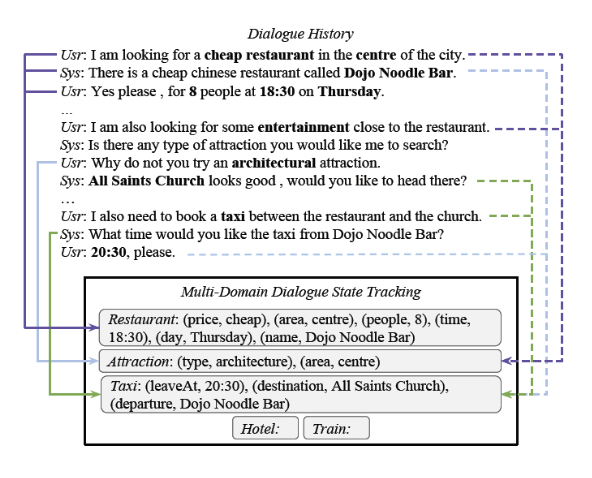 Dialogue History
Usr: I am looking for a cheap restaurant in the centre of the city.
Sys: There is a cheap chinese restaurant called Dojo Noodle Bar.
Usr: Yes please , for 8 people at 18:30 on Thursday.
...
Usr: I am also looking for some entertainment close to the restaurant.
Sys: Is there any type of attraction you would like me to search?
Usr: Why do not you try an architectural attraction.
Sys: All Saints Church looks good , would you like to head there?
...
Usr: I also need to book a taxi between the restaurant and the church.
Sys: What time would you like the taxi from Dojo Noodle Bar?
Usr: 20:30, please.
Multi-Domain Dialogue State Tracking
Restaurant: (price, cheap), (area, centre), (people, 8), (time,
18:30), (day, Thursday), (name, Dojo Noodle Bar)
Attraction: (type, architecture), (area, centre)
Taxi: (leaveAt, 20:30), (destination, All Saints Church),
(departure, Dojo Noodle Bar)
Hotel: Train: